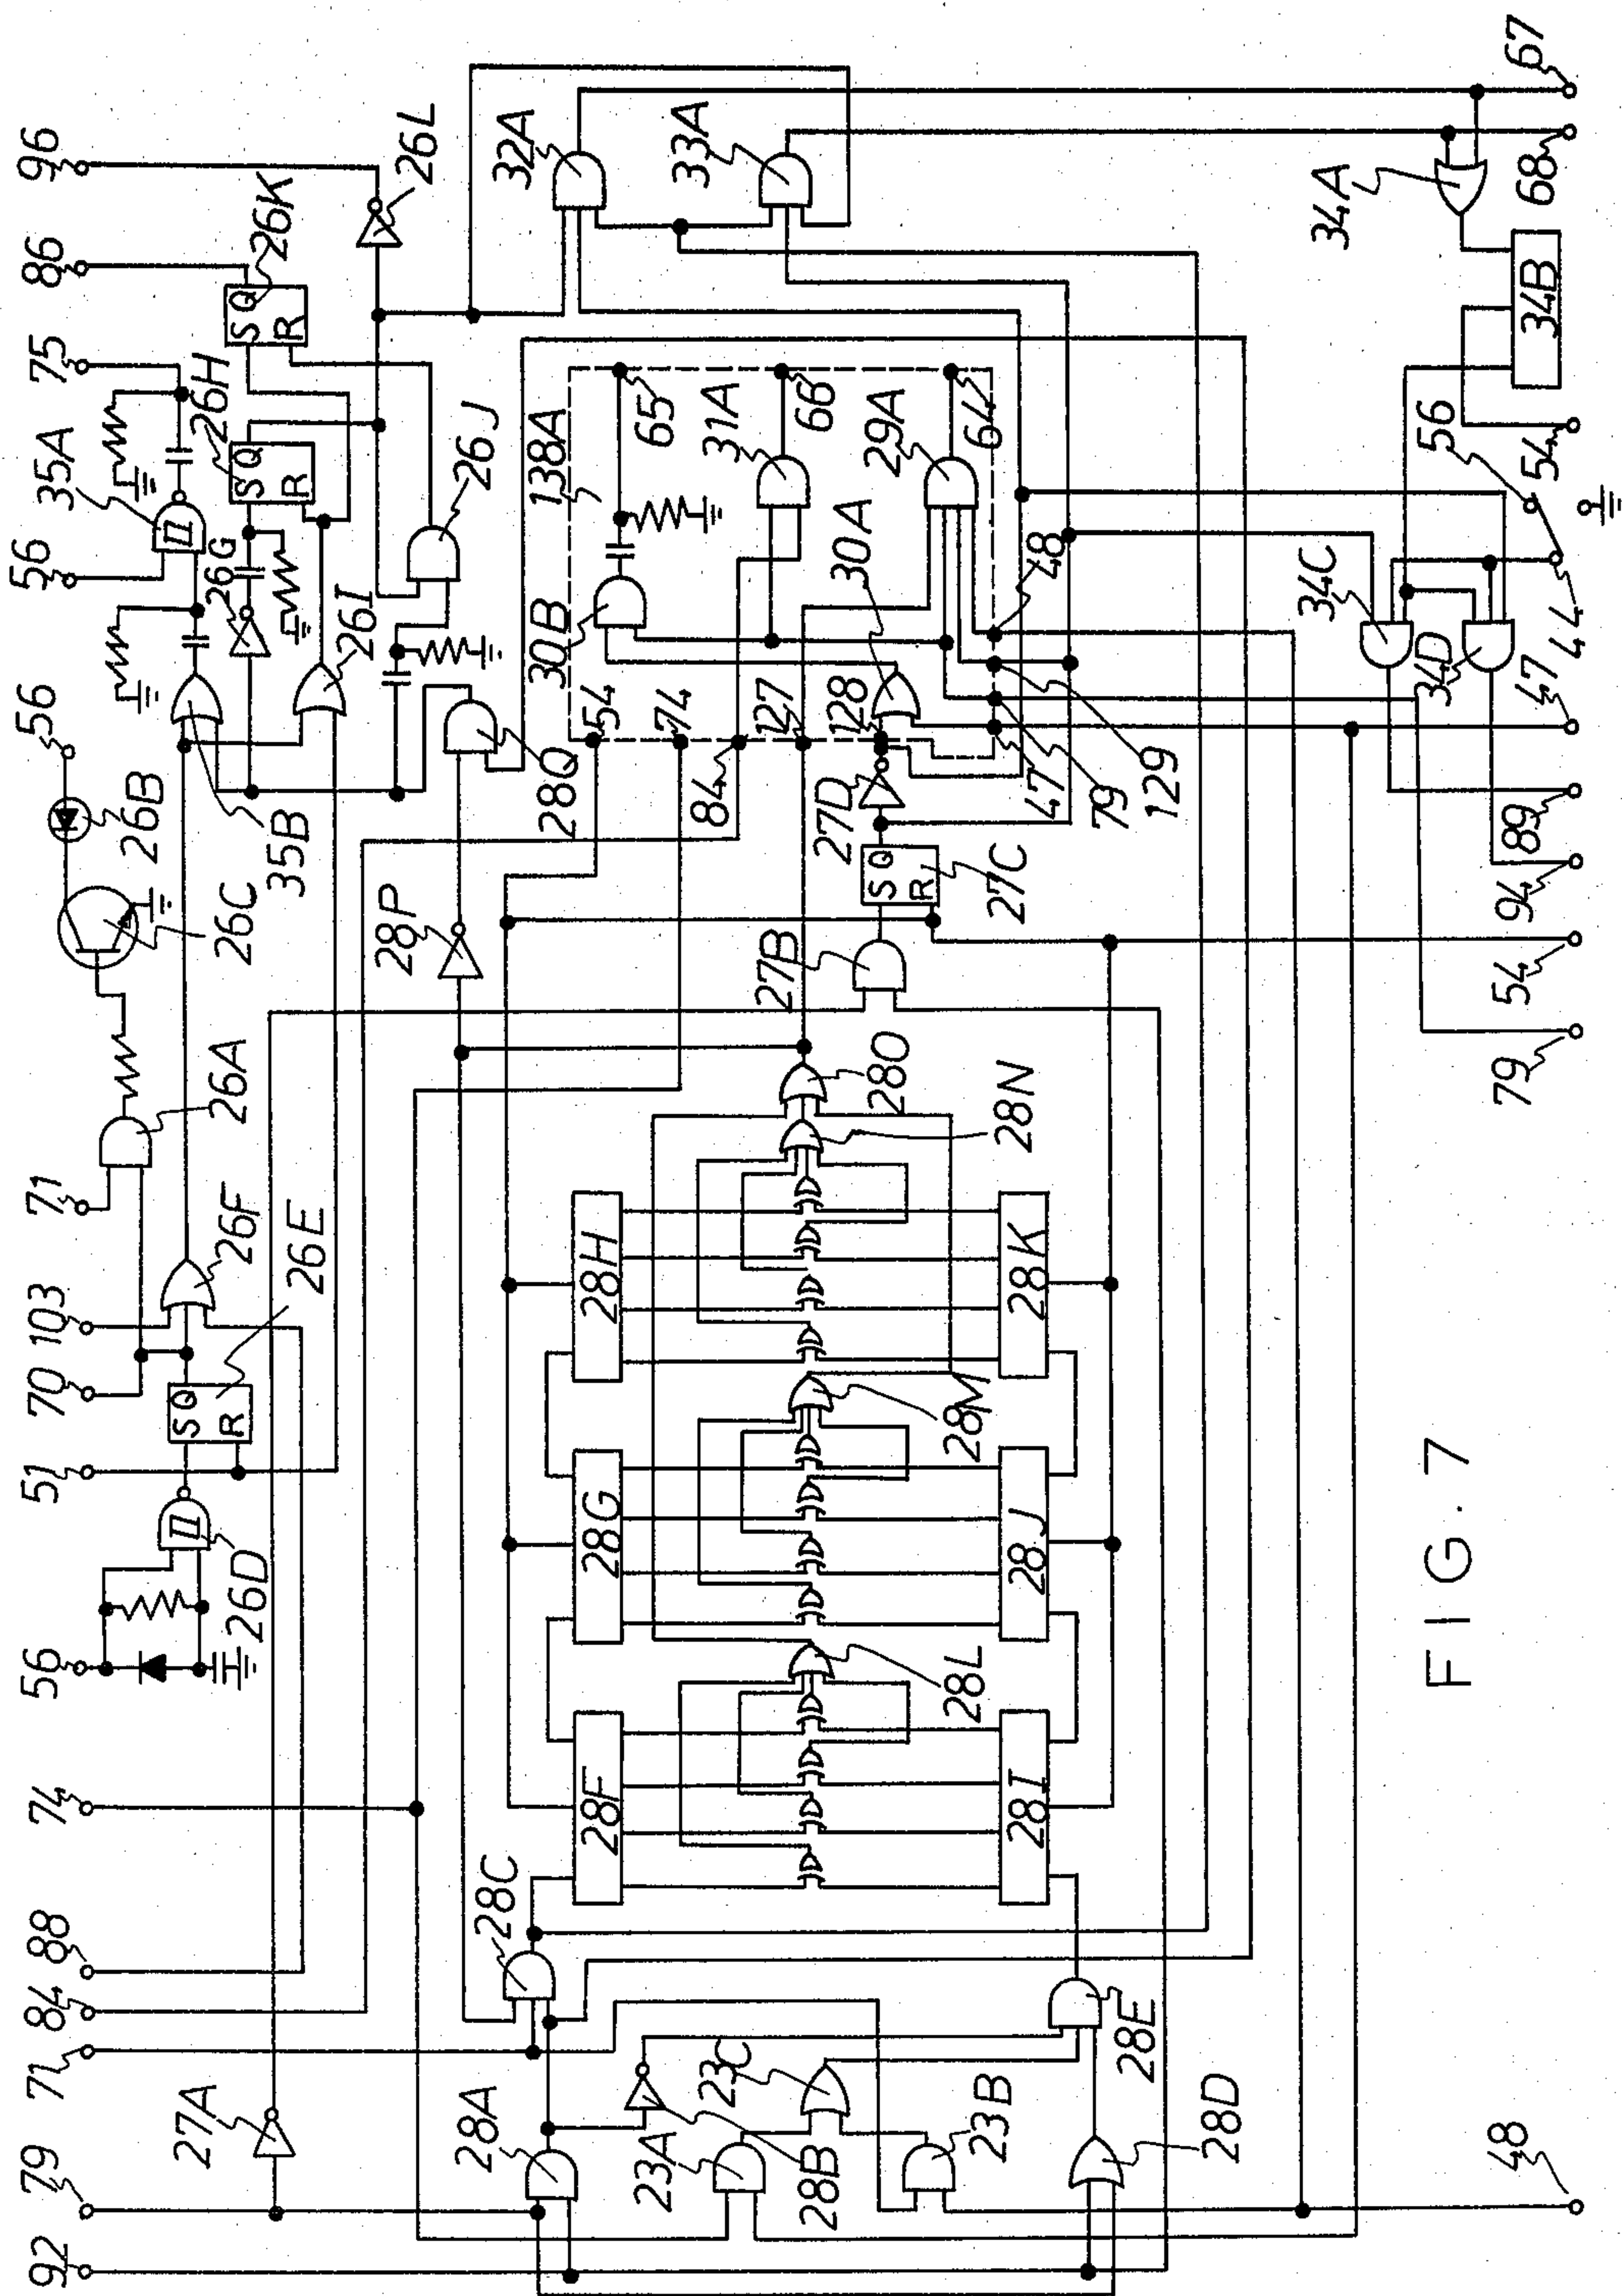 92
79
71
84
88
74
56
51
70
103
71
56
56
75
86
96
27A
26D
26E
26F
26A
26C
26B
35B
35A
26G
26H
26I
26K
26L
26J
S Q
R
S Q
R
S Q
R
28A
28C
28B
23A
23C
23B
28D
28E
28F
28G
28H
28I
28J
28K
28L
28M
28N
28O
28P
28Q
27B
27C
27D
S Q
R
138A
30B
30A
31A
29A
65
66
64
54
74
84
127
128
47
79
129
48
32A
33A
34A
34B
34C
34D
48
79
54
94
89
47
44
56
54
68
67
FIG. 7